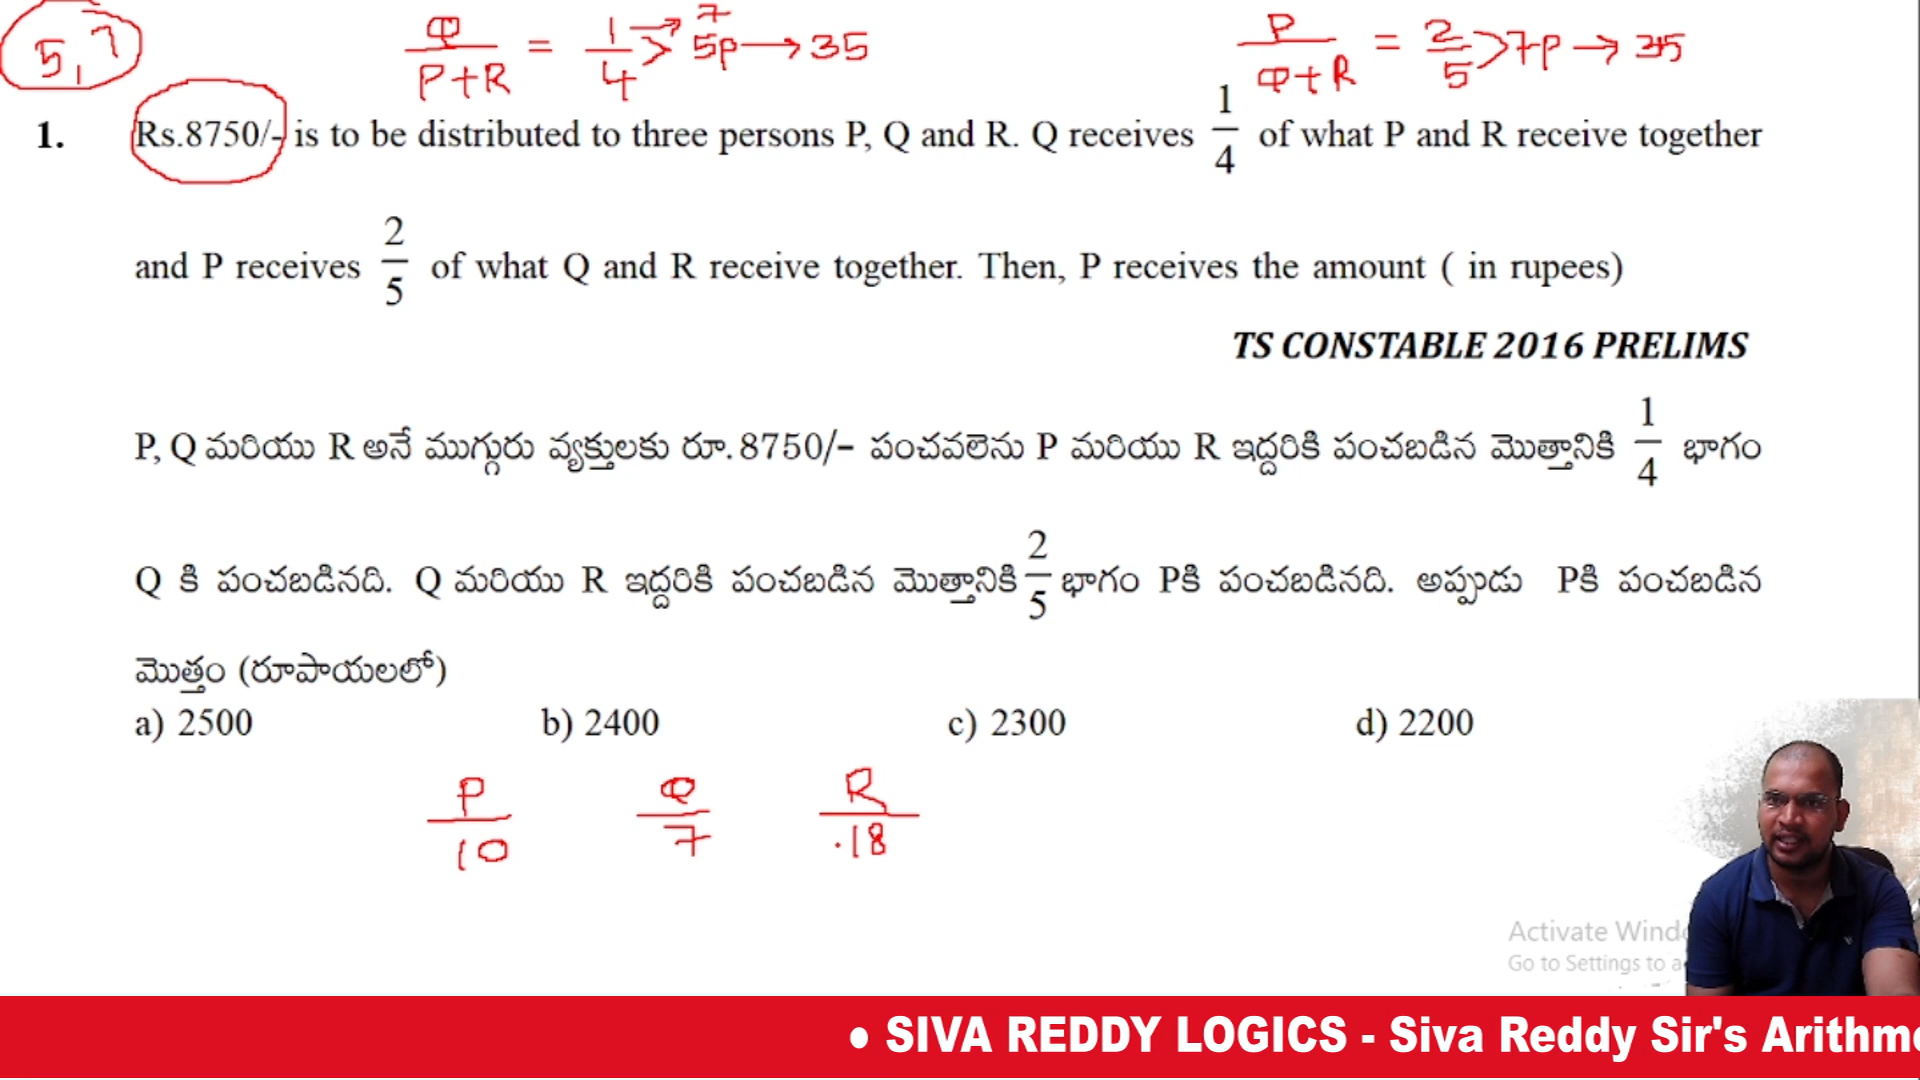 5, 7
Q/P+R = 1/4 > 7 5P → 35
P/Q+R = 2/5 > 7P → 35
1. Rs.8750/- is to be distributed to three persons P, Q and R. Q receives 1/4 of what P and R receive together
and P receives 2/5 of what Q and R receive together. Then, P receives the amount ( in rupees)
TS CONSTABLE 2016 PRELIMS
P, Q మరియు R అనే ముగ్గురు వ్యక్తులకు రూ.8750/- పంచవలెను P మరియు R ఇద్దరికి పంచబడిన మొత్తానికి 1/4 భాగం
Q కి పంచబడినది. Q మరియు R ఇద్దరికి పంచబడిన మొత్తానికి 2/5 భాగం Pకి పంచబడినది. అప్పుడు Pకి పంచబడిన
మొత్తం (రూపాయలలో)
a) 2500 b) 2400 c) 2300 d) 2200
P Q R
10 7 .18
Activate Wind
Go to Settings to a
• SIVA REDDY LOGICS - Siva Reddy Sir's Arithm